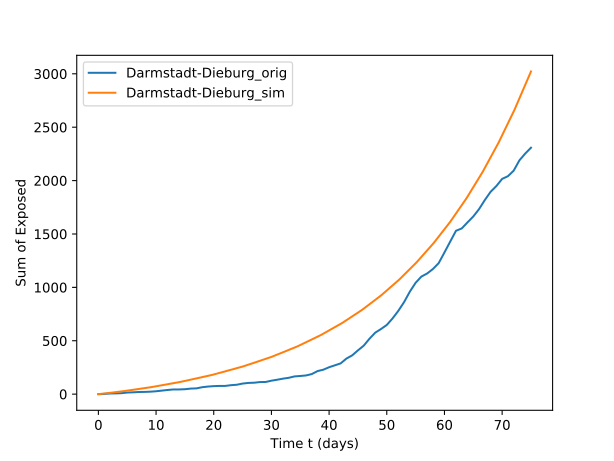 Darmstadt-Dieburg_orig
Darmstadt-Dieburg_sim
3000
2500
2000
1500
1000
500
0
Sum of Exposed
0 10 20 30 40 50 60 70
Time t (days)